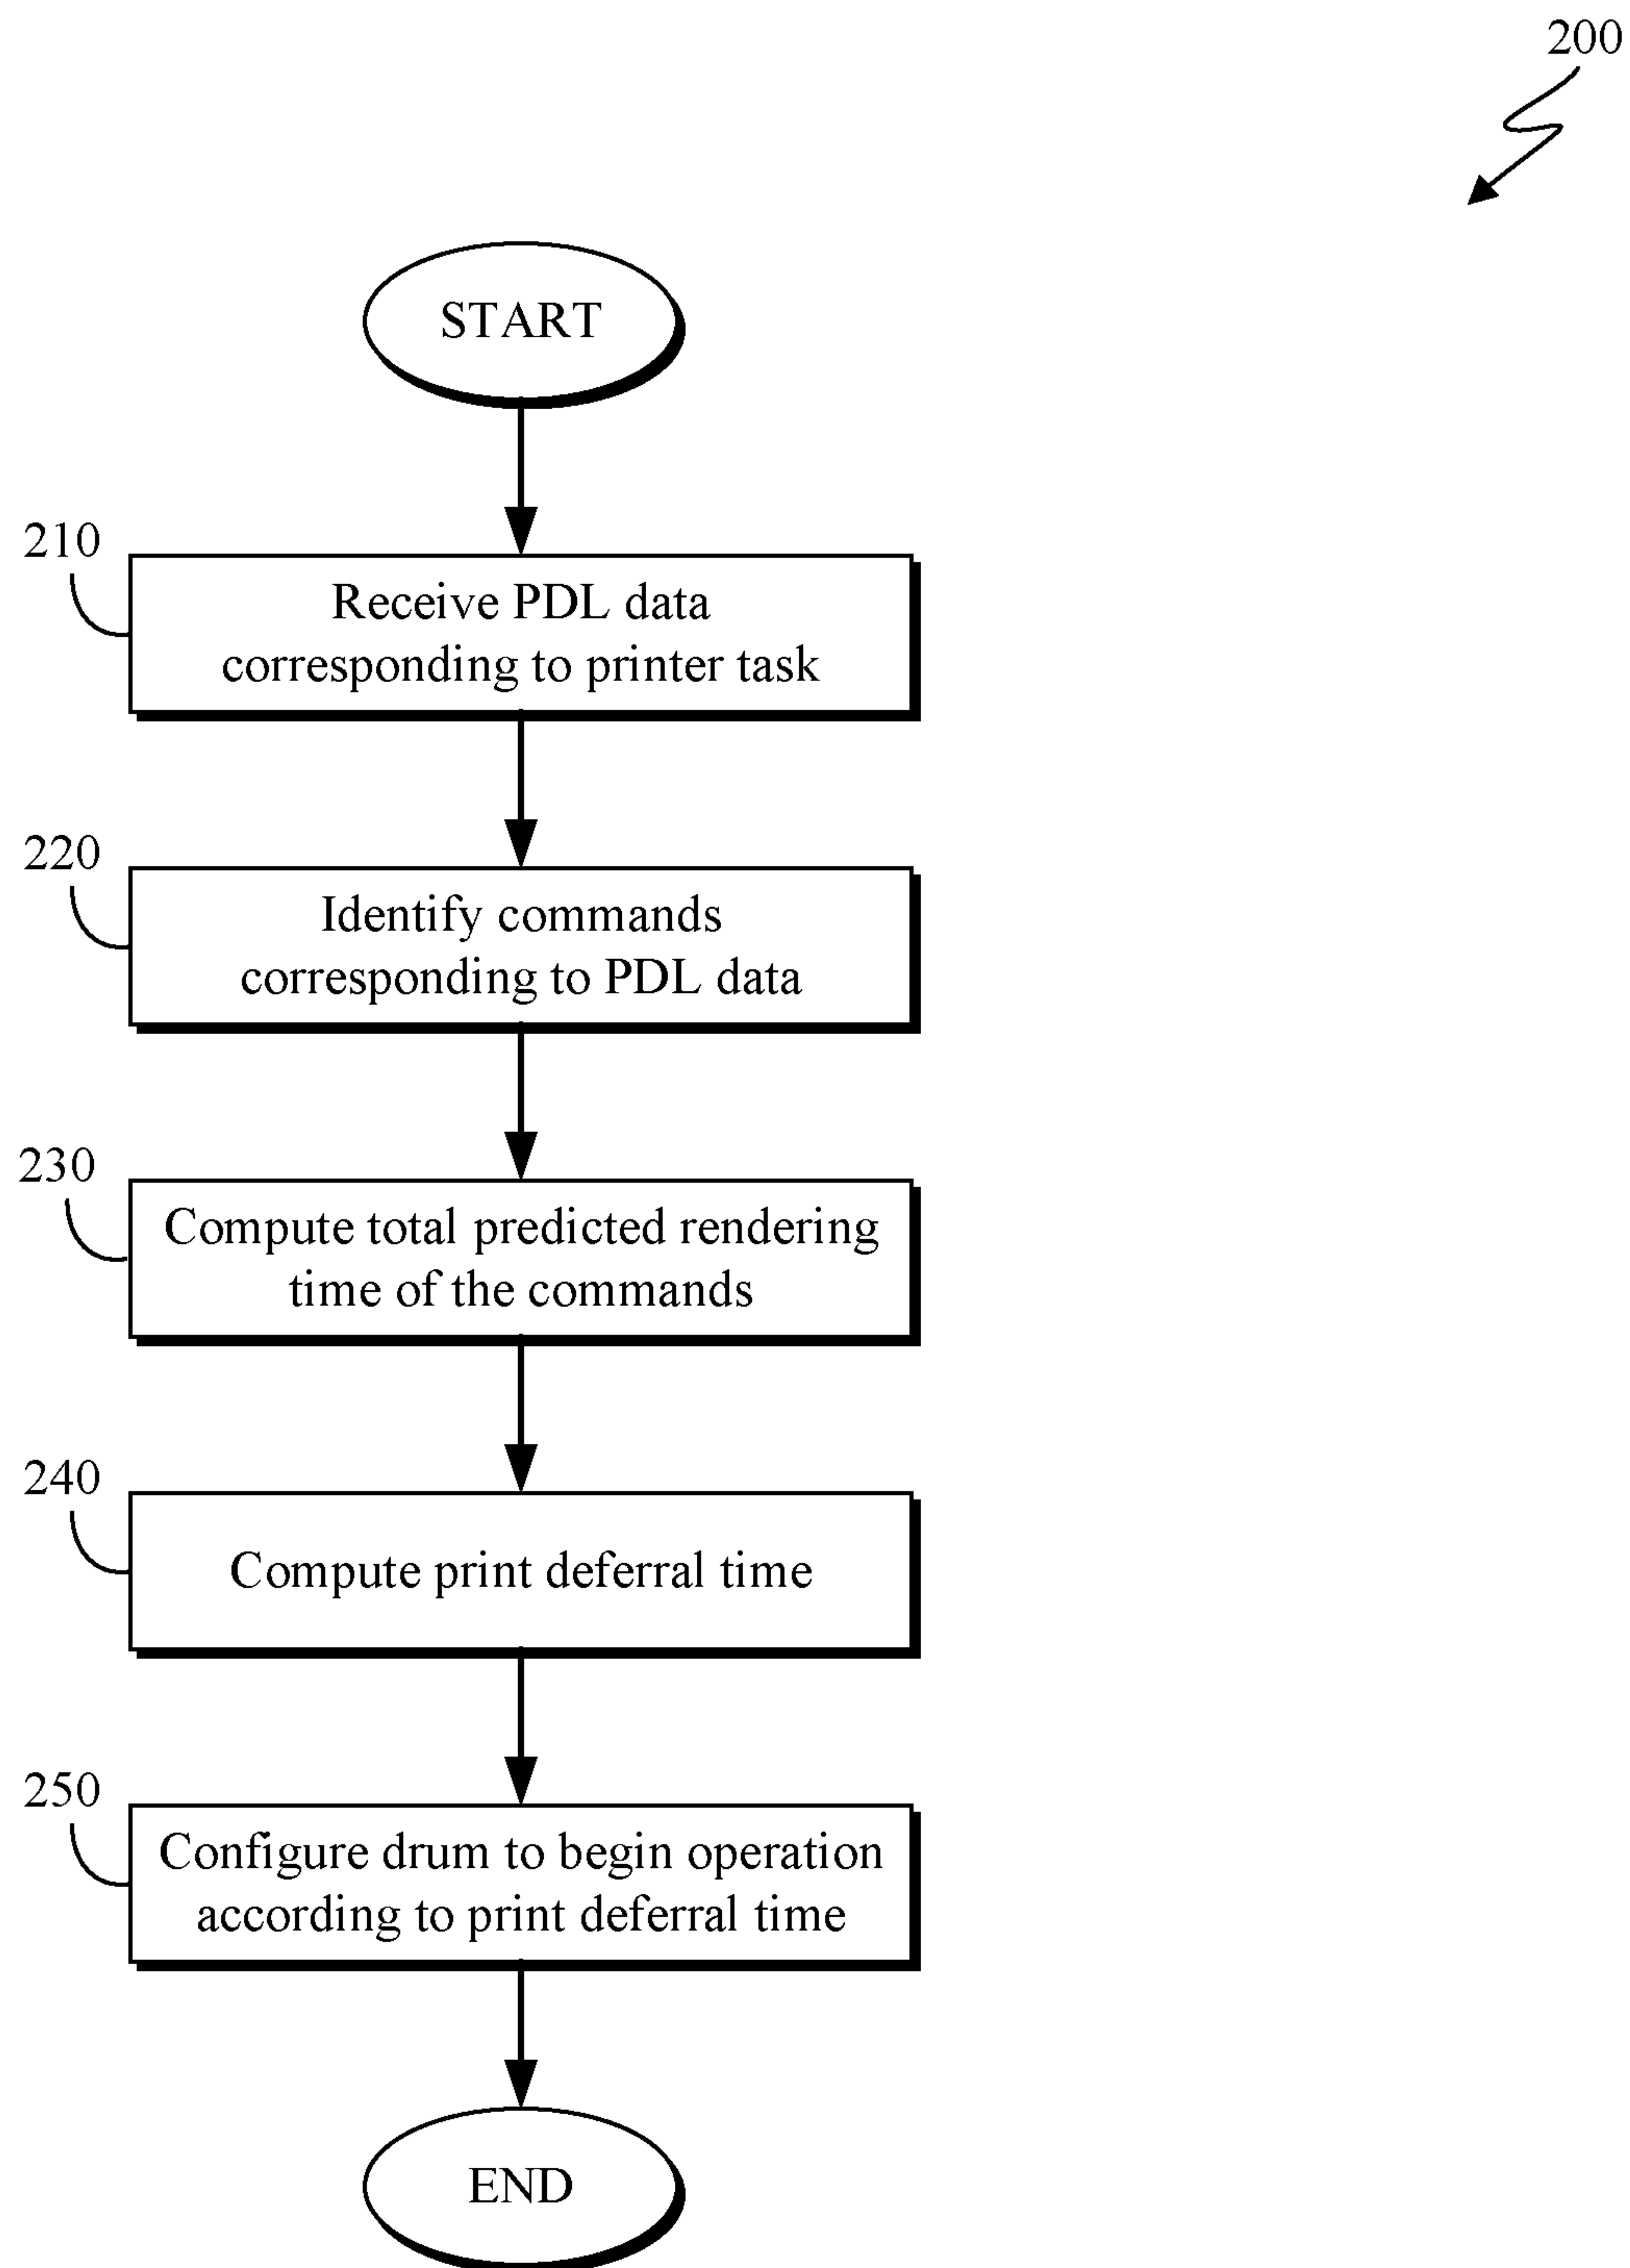 200
START
210
Receive PDL data
corresponding to printer task
220
Identify commands
corresponding to PDL data
230
Compute total predicted rendering
time of the commands
240
Compute print deferral time
250
Configure drum to begin operation
according to print deferral time
END